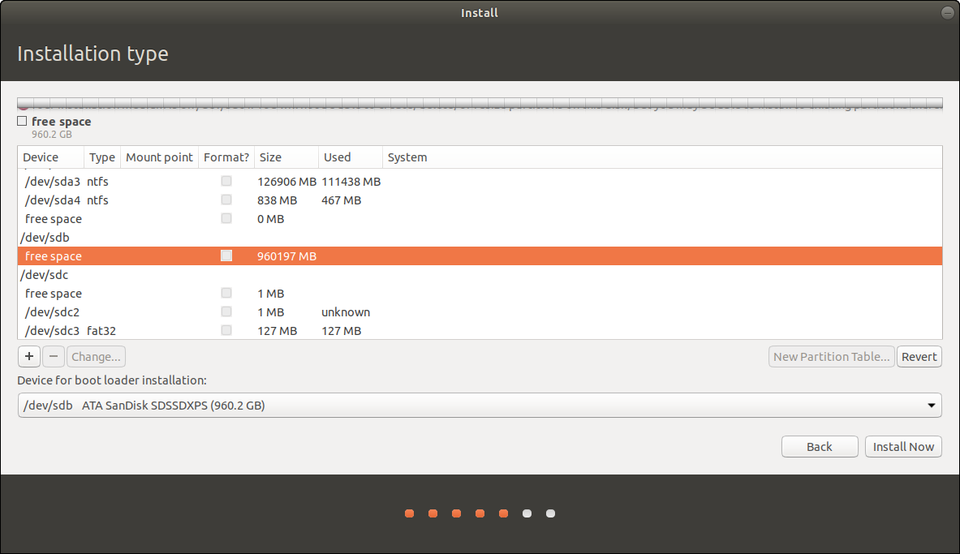 Install
Installation type
free space
960.2 GB
Device Type Mount point Format? Size Used System
/dev/sda3 ntfs 126906 MB 111438 MB
/dev/sda4 ntfs 838 MB 467 MB
free space 0 MB
/dev/sdb
free space 960197 MB
/dev/sdc
free space 1 MB
/dev/sdc2 1 MB unknown
/dev/sdc3 fat32 127 MB 127 MB
+ − Change... New Partition Table... Revert
Device for boot loader installation:
/dev/sdb ATA SanDisk SDSSDXPS (960.2 GB)
Back Install Now